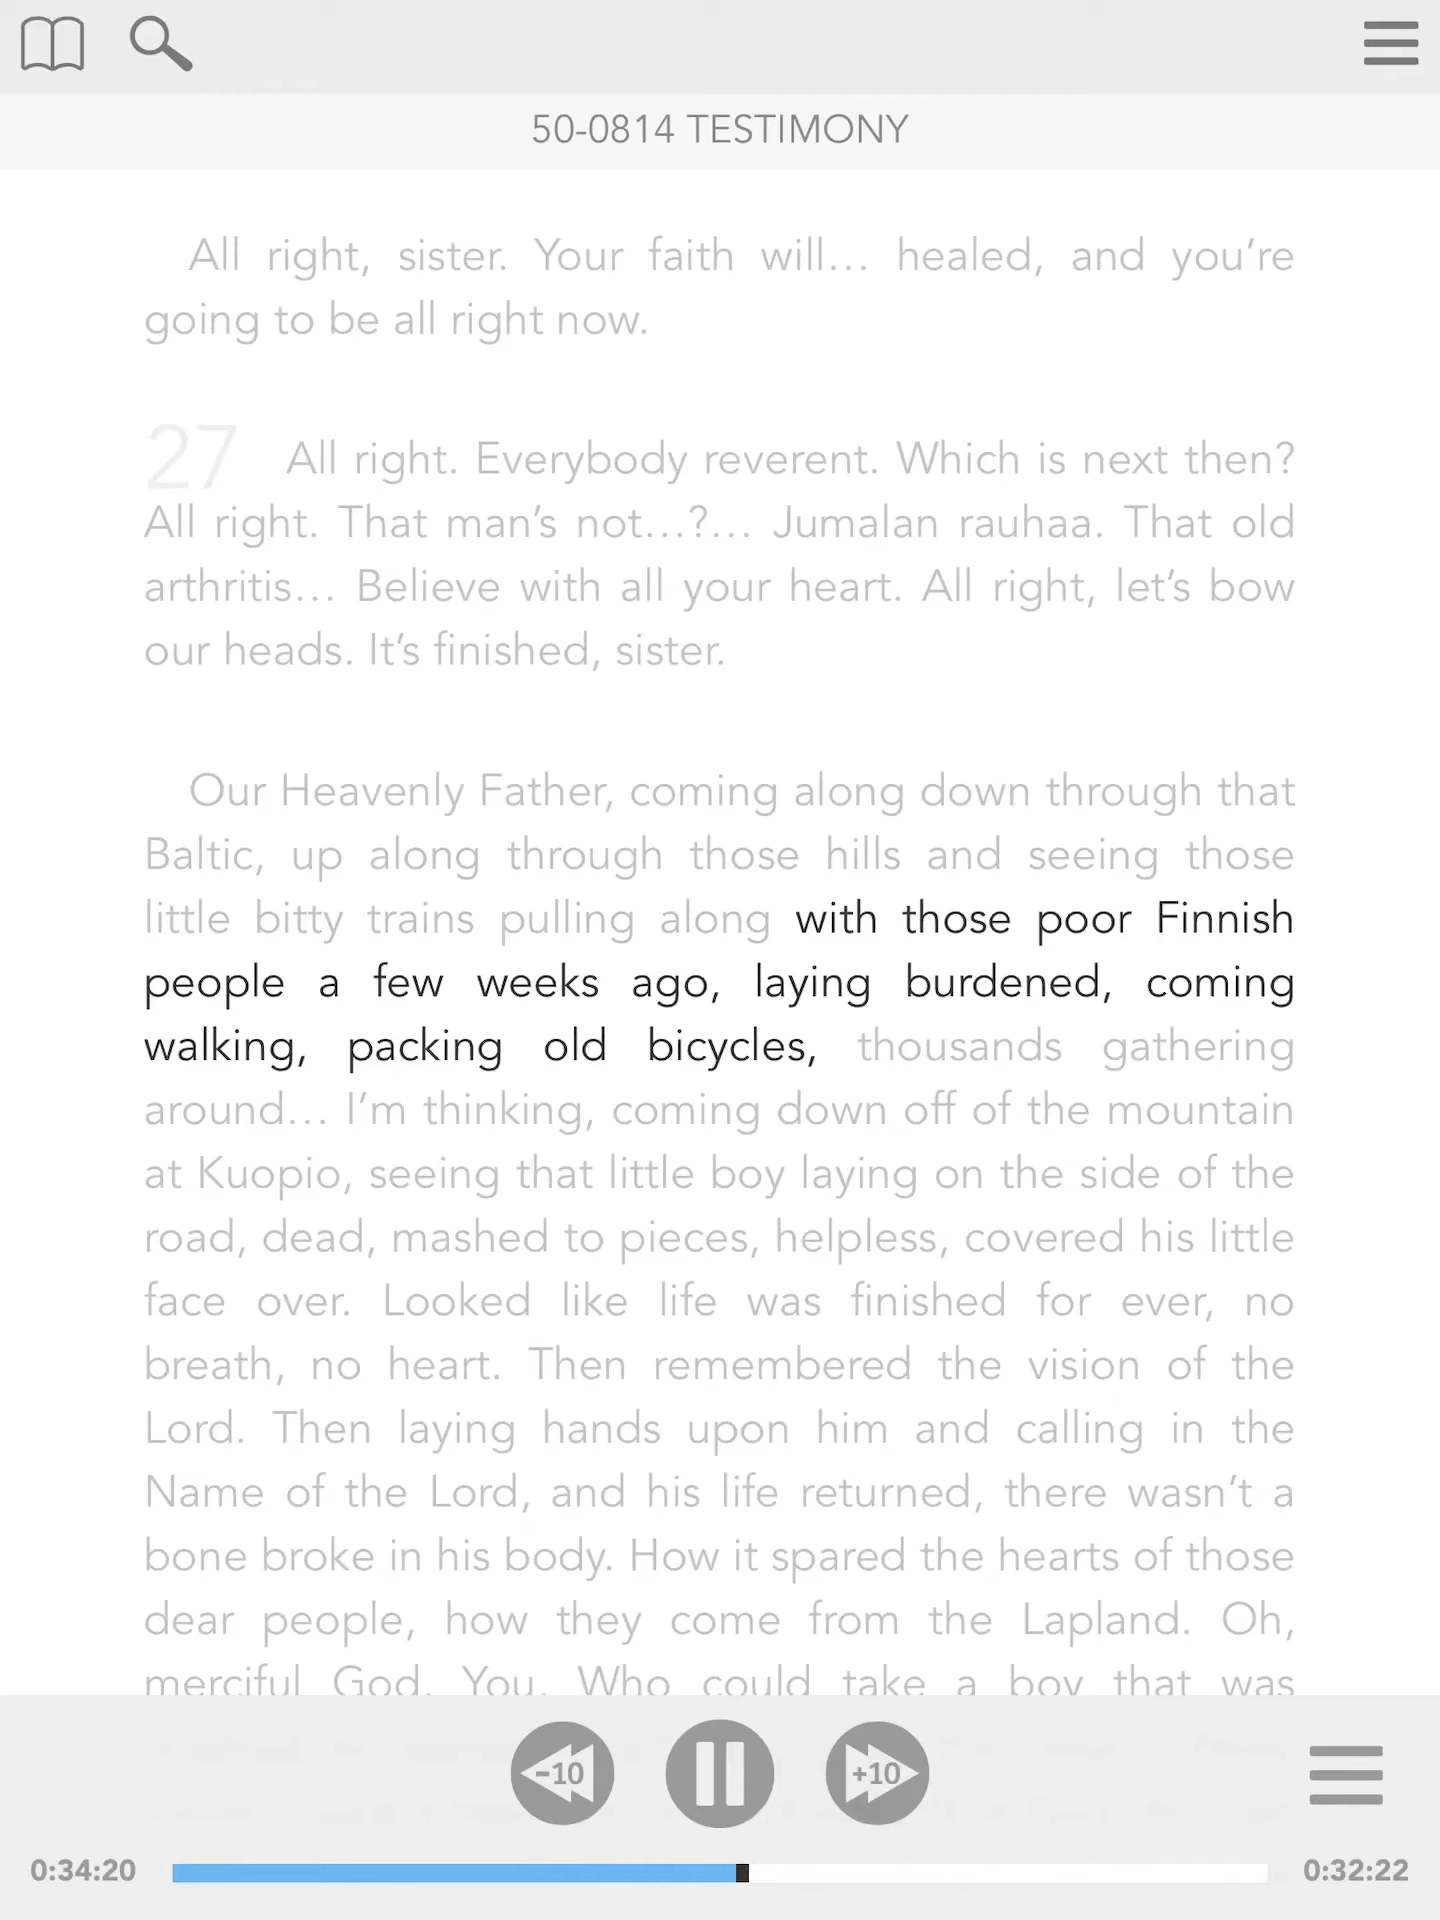 50-0814 TESTIMONY
All right, sister. Your faith will… healed, and you’re
going to be all right now.
27 All right. Everybody reverent. Which is next then?
All right. That man’s not…?… Jumalan rauhaa. That old
arthritis… Believe with all your heart. All right, let’s bow
our heads. It’s finished, sister.
Our Heavenly Father, coming along down through that
Baltic, up along through those hills and seeing those
little bitty trains pulling along with those poor Finnish
people a few weeks ago, laying burdened, coming
walking, packing old bicycles, thousands gathering
around… I’m thinking, coming down off of the mountain
at Kuopio, seeing that little boy laying on the side of the
road, dead, mashed to pieces, helpless, covered his little
face over. Looked like life was finished for ever, no
breath, no heart. Then remembered the vision of the
Lord. Then laying hands upon him and calling in the
Name of the Lord, and his life returned, there wasn’t a
bone broke in his body. How it spared the hearts of those
dear people, how they come from the Lapland. Oh,
merciful God, You, Who could take a boy that was
-10 +10
0:34:20 0:32:22